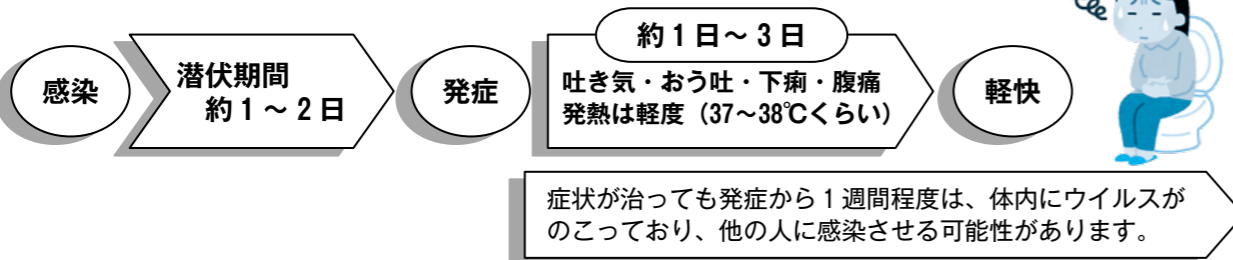 感染
潜伏期間
約1～2日
発症
約1日～3日
吐き気・おう吐・下痢・腹痛
発熱は軽度（37～38℃くらい）
軽快
症状が治っても発症から1週間程度は、体内にウイルスが
のこっており、他の人に感染させる可能性があります。